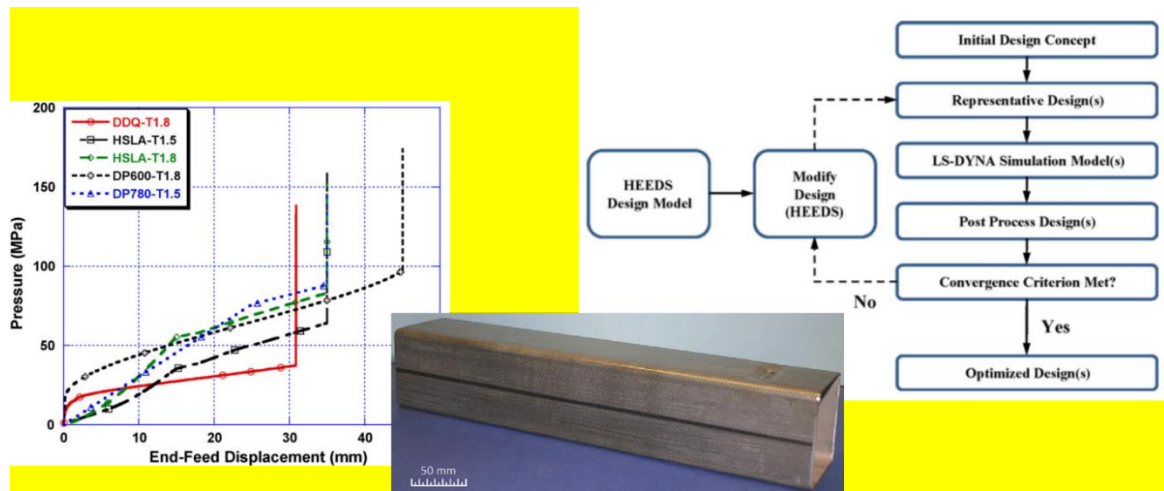 200
150
100
50
0
Pressure (MPa)
DDQ-T1.8
HSLA-T1.5
HSLA-T1.8
DP600-T1.8
DP780-T1.5
0 10 20 30 40
End-Feed Displacement (mm)
50 mm
HEEDS
Design Model
Modify
Design
(HEEDS)
Initial Design Concept
Representative Design(s)
LS-DYNA Simulation Model(s)
Post Process Design(s)
Convergence Criterion Met?
No
Yes
Optimized Design(s)